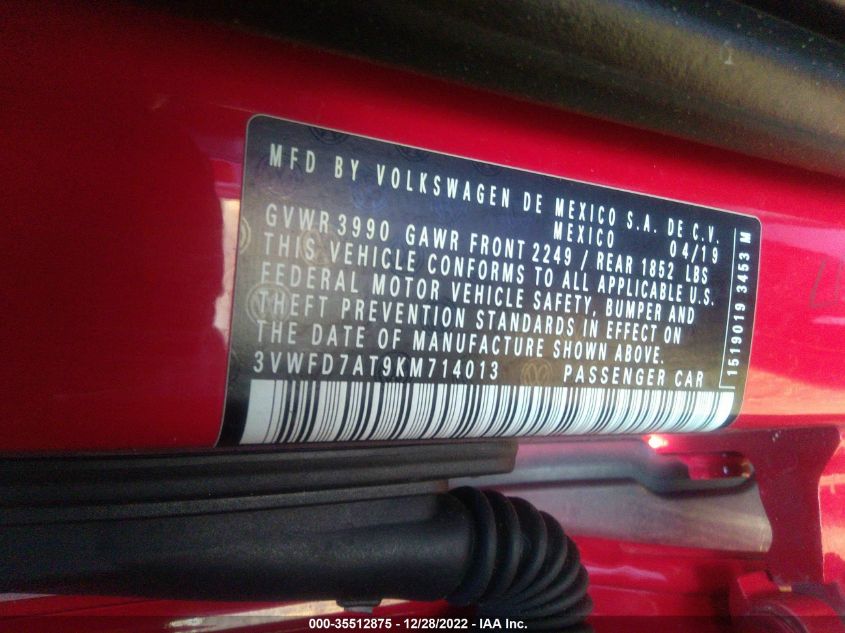 MFD BY VOLKSWAGEN DE MEXICO S.A. DE C.V.
MEXICO 04/19
GVWR 3990 GAWR FRONT 2249 / REAR 1852 LBS
THIS VEHICLE CONFORMS TO ALL APPLICABLE U.S.
FEDERAL MOTOR VEHICLE SAFETY, BUMPER AND
THEFT PREVENTION STANDARDS IN EFFECT ON
THE DATE OF MANUFACTURE SHOWN ABOVE.
3VWFD7AT9KM714013 PASSENGER CAR
1519019 3453 M
000-35512875 - 12/28/2022 - IAA Inc.